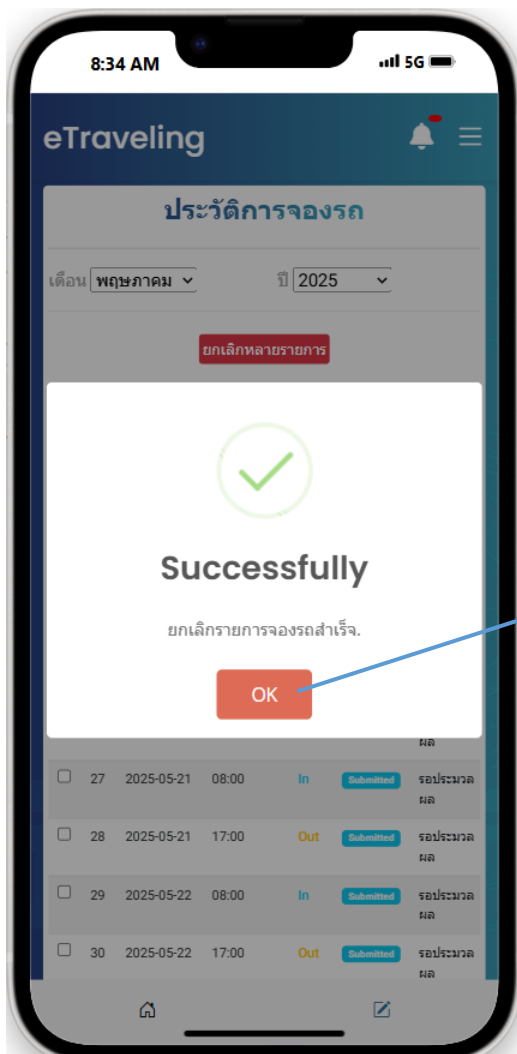 8:34 AM 5G
eTraveling
ประวัติการจองรถ
เดือน พฤษภาคม ปี 2025
ยกเลิกหลายรายการ
Successfully
ยกเลิกรายการจองรถสำเร็จ.
OK
ผล
27 2025-05-21 08:00 In Submitted รอประมวล
ผล
28 2025-05-21 17:00 Out Submitted รอประมวล
ผล
29 2025-05-22 08:00 In Submitted รอประมวล
ผล
30 2025-05-22 17:00 Out Submitted รอประมวล
ผล